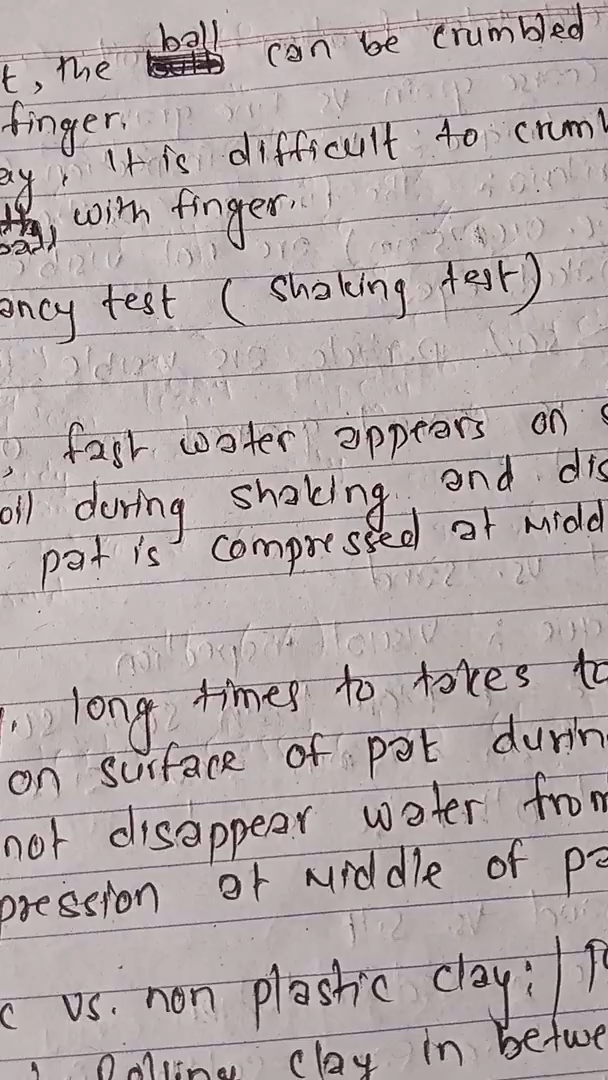 t, the ball can be crumbled
finger.
ay, It is difficult to crum
ball, with finger.
ancy test ( shaking test)
, fast water appears on s
oil during shaking and dis
pat is compressed at midd
, long times to takes to
on surface of pat durin
not disappear water from
pression at middle of pa
c vs. non plastic clay:
Rolling clay in betwe